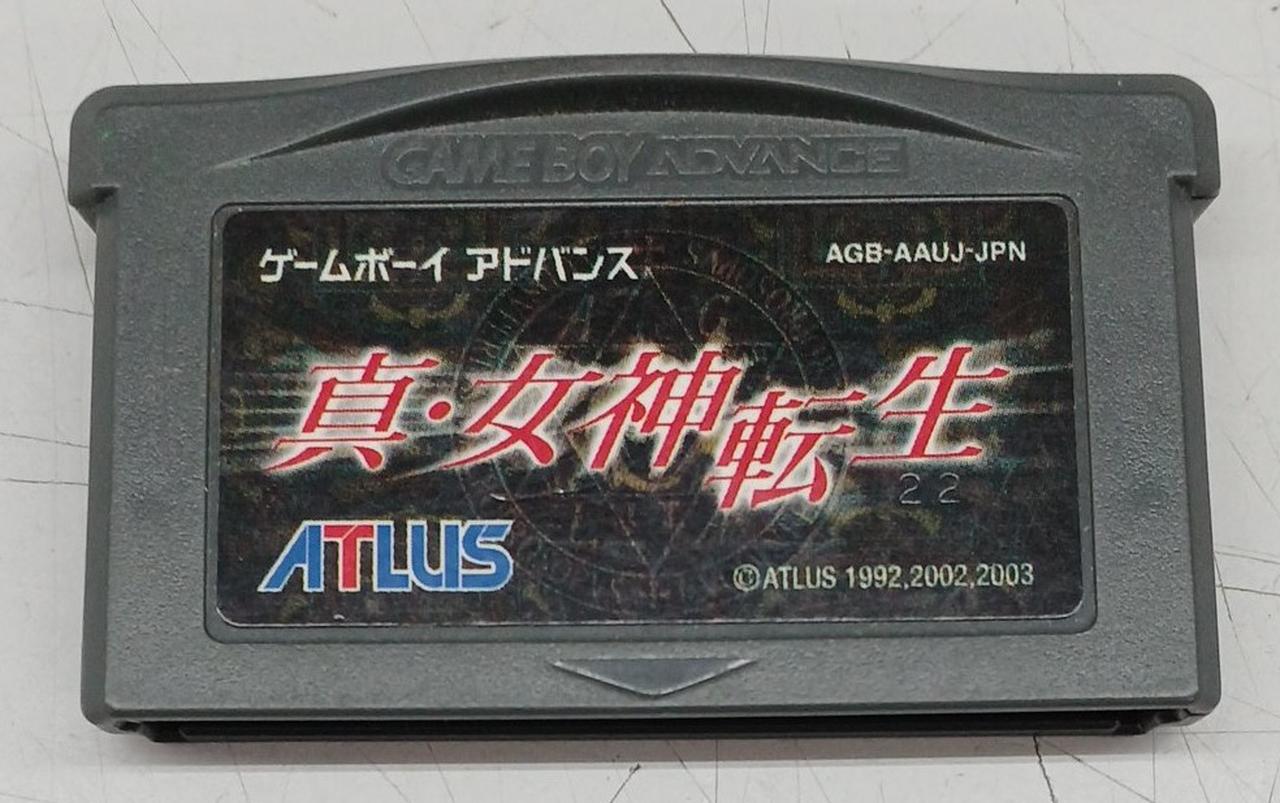 GAME BOY ADVANCE
ゲームボーイ アドバンス
AGB-AAUJ-JPN
真・女神転生
22
ATLUS
©ATLUS 1992,2002,2003